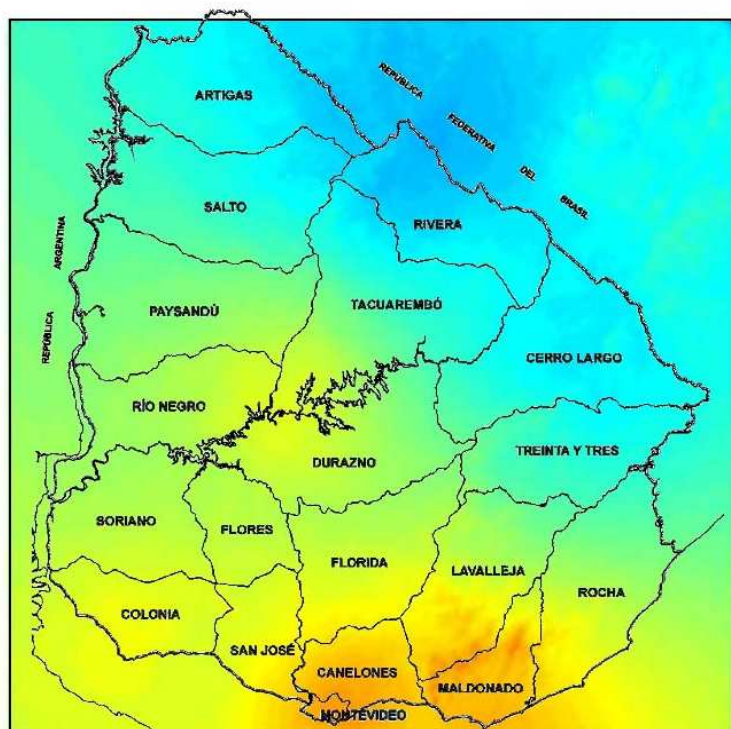 ARTIGAS
REPÚBLICA
FEDERATIVA
DEL
BRASIL
SALTO
RIVERA
REPÚBLICA
ARGENTINA
PAYSANDÚ
TACUAREMBÓ
CERRO LARGO
RÍO NEGRO
DURAZNO
TREINTA Y TRES
SORIANO
FLORES
FLORIDA
LAVALLEJA
ROCHA
COLONIA
SAN JOSÉ
CANELONES
MALDONADO
MONTEVIDEO